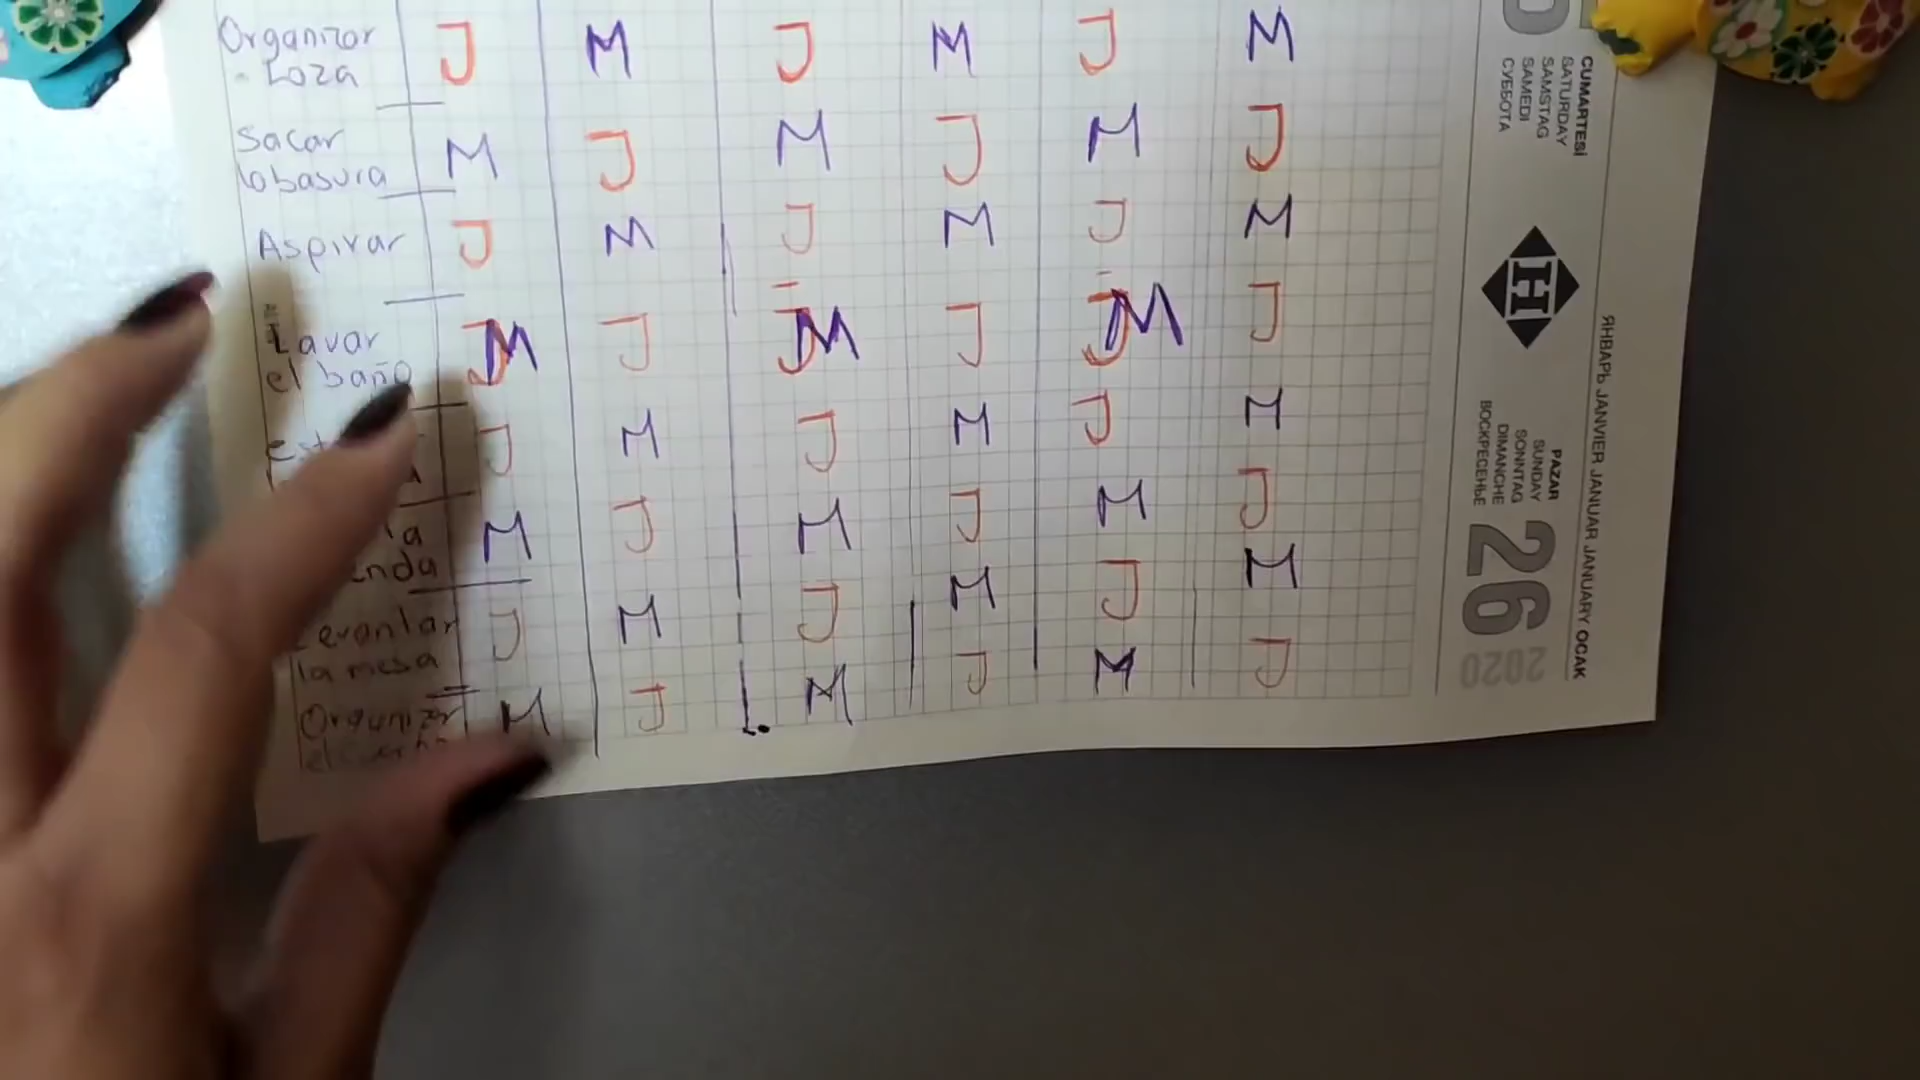 Organizar J M J M J M
Loza
Sacar M J M J M J
la basura
Aspirar J M J M J M
Lavar M J M J M J
el baño
J M J M J M
M J M J M J
Levantar J M J M J M
la mesa
Organizar M J M J M J
CUMARTESİ
SATURDAY
SAMSTAG
SAMEDI
СУББОТА
H
ЯНВАРЬ JANVIER JANUAR JANUARY OCAK
PAZAR
SUNDAY
SONNTAG
DIMANCHE
ВОСКРЕСЕНЬЕ
26
2020